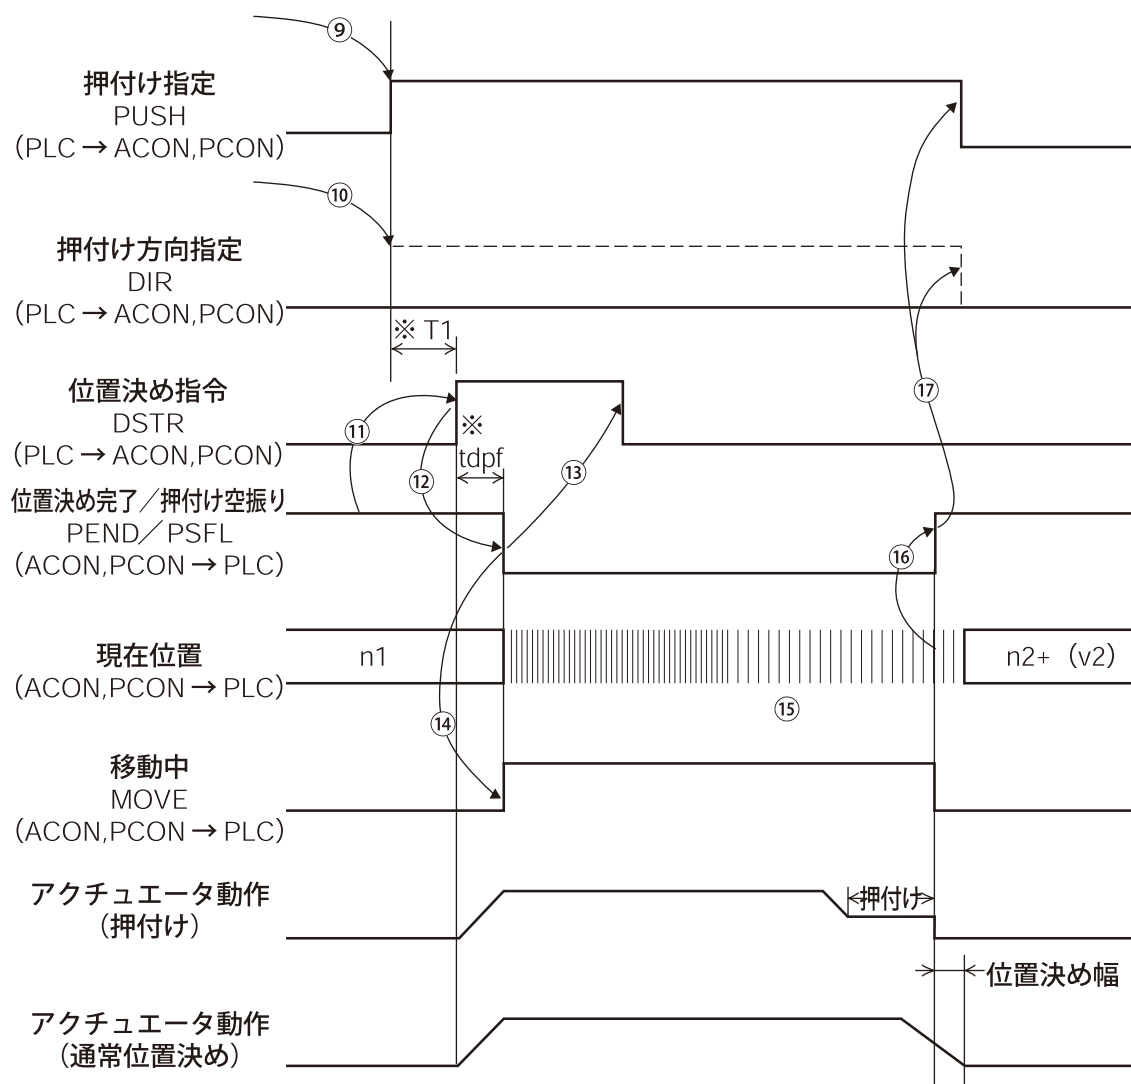 ⑨
押付け指定
PUSH
(PLC → ACON,PCON)
⑩
押付け方向指定
DIR
(PLC → ACON,PCON)
※ T1
位置決め指令
DSTR
(PLC → ACON,PCON)
⑪
※
tdpf
⑫
⑬
⑰
位置決め完了／押付け空振り
PEND／PSFL
(ACON,PCON → PLC)
⑯
現在位置
(ACON,PCON → PLC)
n1
n2+ (v2)
⑮
⑭
移動中
MOVE
(ACON,PCON → PLC)
アクチュエータ動作
(押付け)
押付け
位置決め幅
アクチュエータ動作
(通常位置決め)